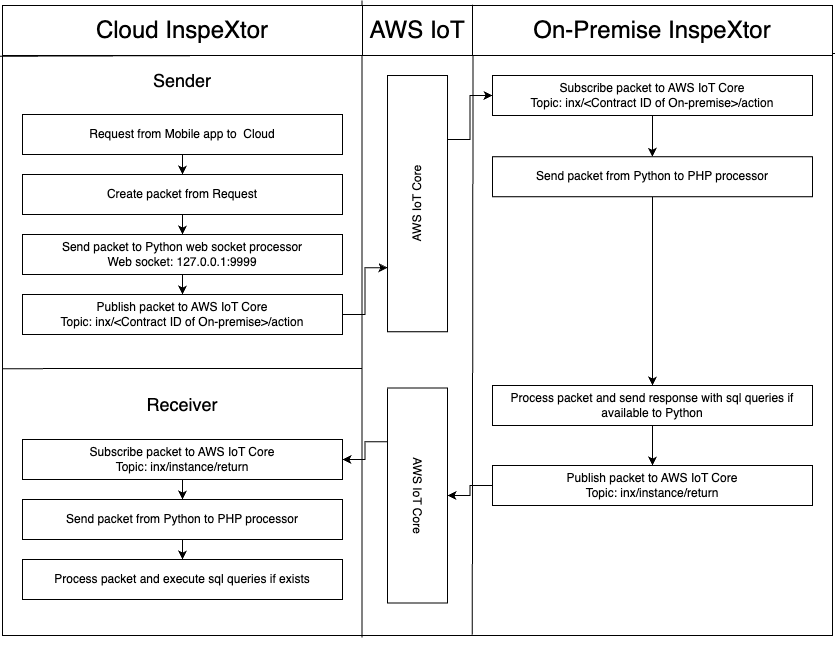 Cloud InspeXtor
AWS IoT
On-Premise InspeXtor
Sender
Request from Mobile app to Cloud
Create packet from Request
Send packet to Python web socket processor
Web socket: 127.0.0.1:9999
Publish packet to AWS IoT Core
Topic: inx/<Contract ID of On-premise>/action
AWS IoT Core
Subscribe packet to AWS IoT Core
Topic: inx/<Contract ID of On-premise>/action
Send packet from Python to PHP processor
Process packet and send response with sql queries if
available to Python
Publish packet to AWS IoT Core
Topic: inx/instance/return
AWS IoT Core
Receiver
Subscribe packet to AWS IoT Core
Topic: inx/instance/return
Send packet from Python to PHP processor
Process packet and execute sql queries if exists